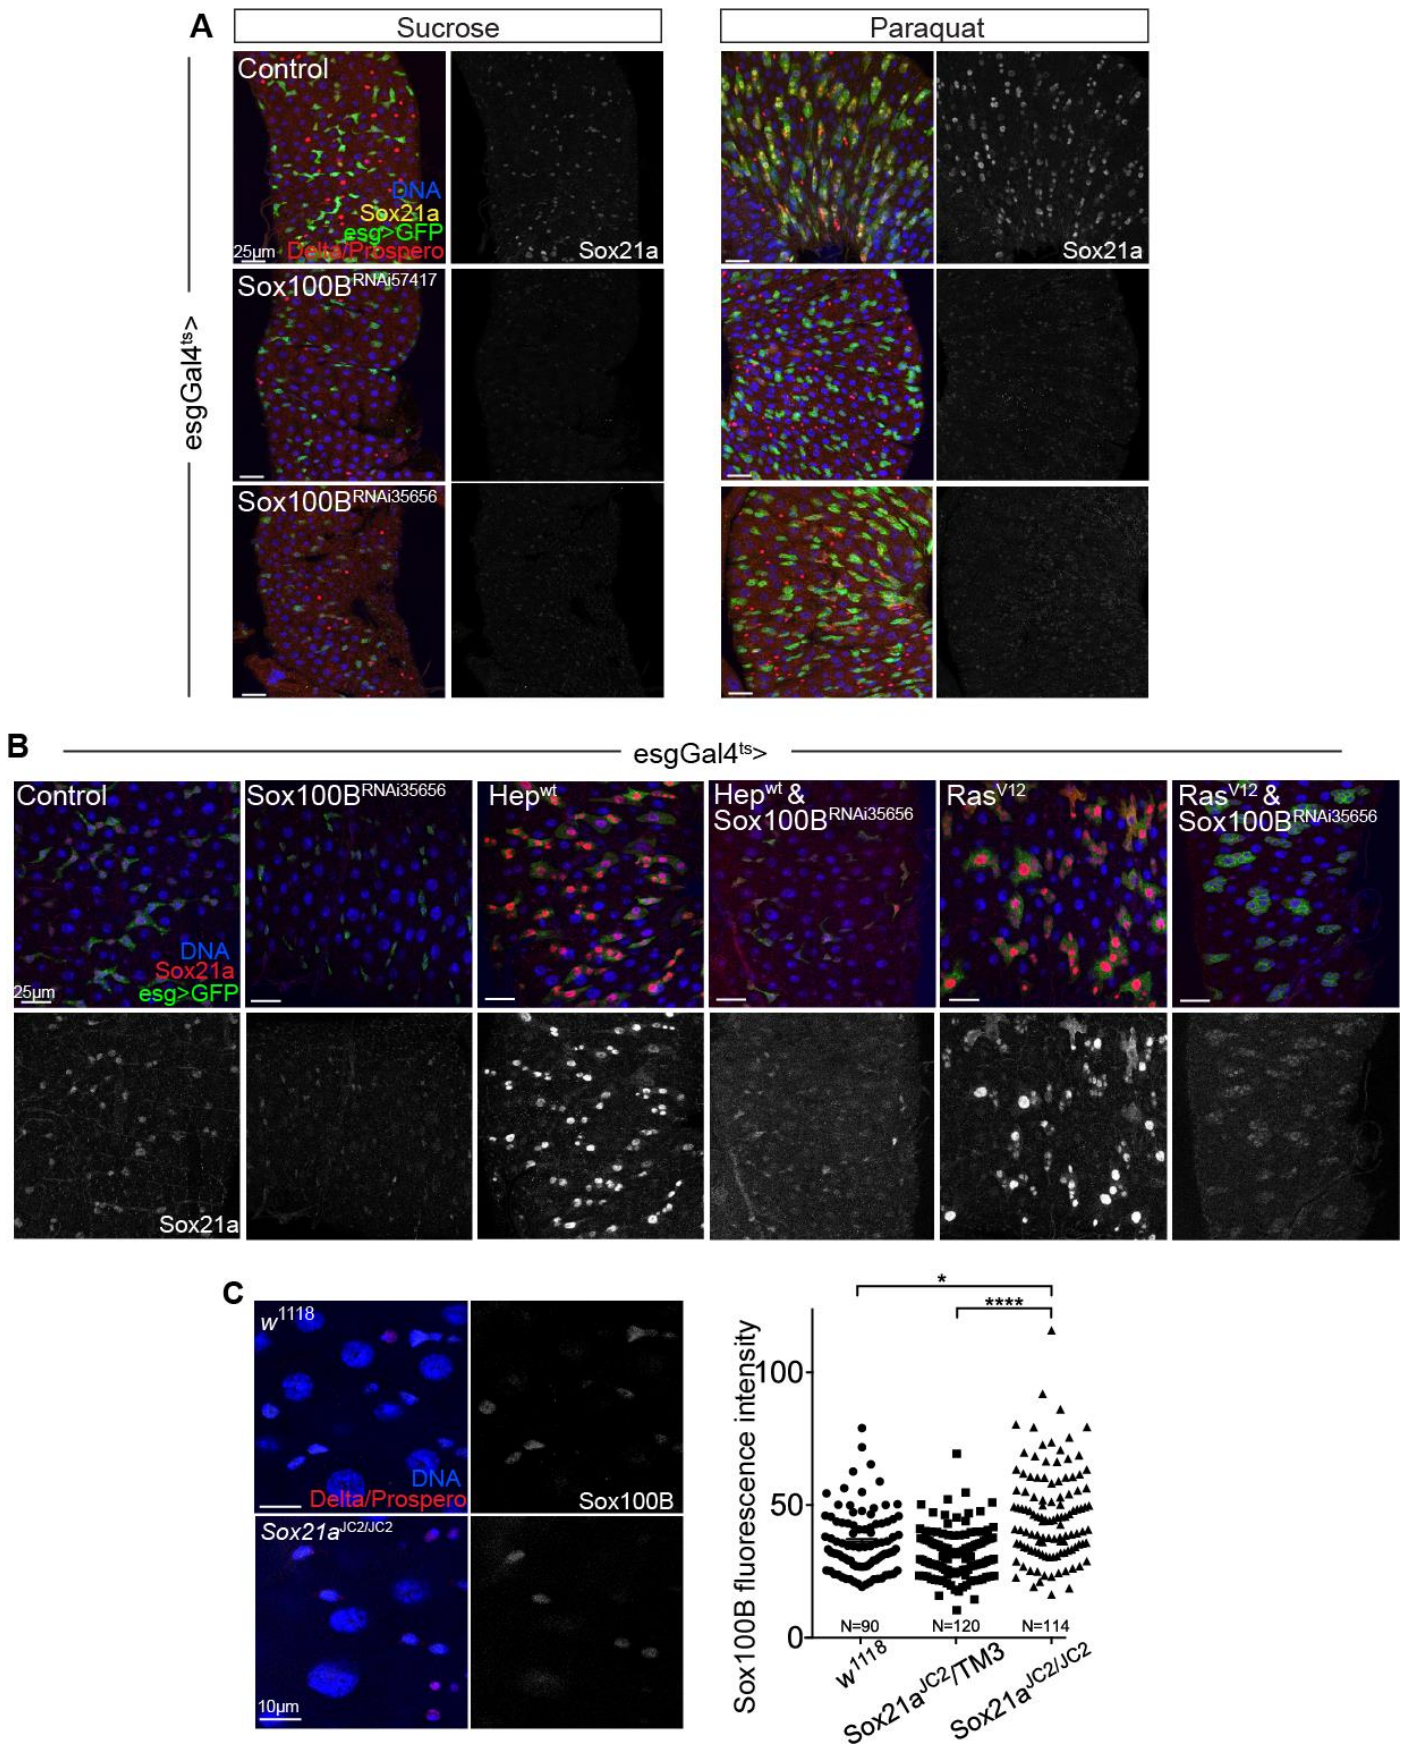 A
Sucrose
Paraquat
esgGal4ts>
Control
DNA
Sox21a
esg>GFP
Delta/Prospero
25µm
Sox21a
Sox21a
Sox100BRNAi57417
Sox100BRNAi35656
B
esgGal4ts>
Control
DNA
Sox21a
esg>GFP
25µm
Sox21a
Sox100BRNAi35656
Hepwt
Hepwt &
Sox100BRNAi35656
RasV12
RasV12 &
Sox100BRNAi35656
C
w1118
DNA
Delta/Prospero
Sox100B
Sox21aJC2/JC2
10µm
*
****
Sox100B fluorescence intensity
100
50
0
N=90
N=120
N=114
w1118
Sox21aJC2/TM3
Sox21aJC2/JC2